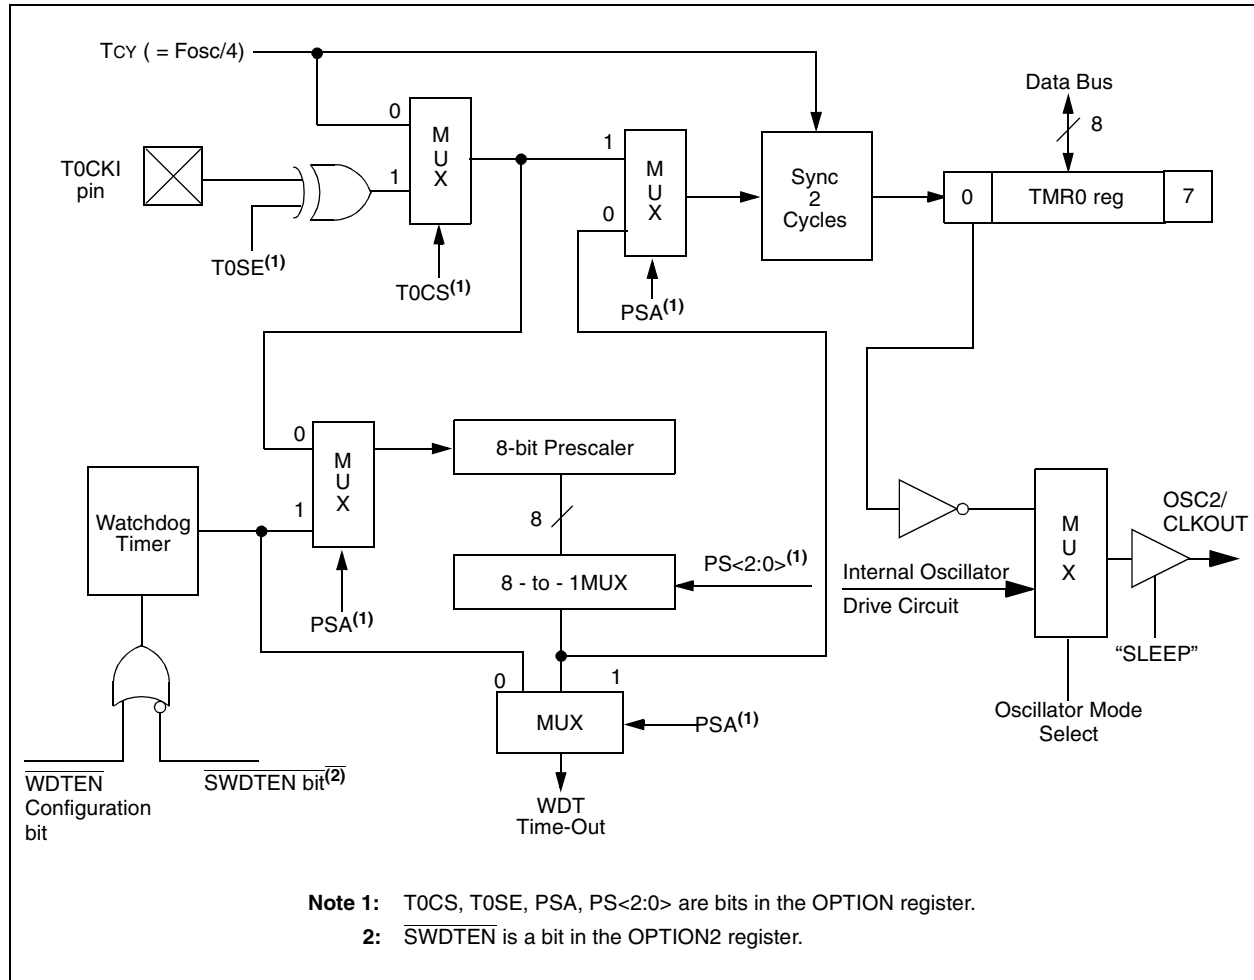 TCY ( = Fosc/4)
Data Bus
8
0
M
U
X
1
T0CKI
pin
T0SE(1)
T0CS(1)
1
0
M
U
X
PSA(1)
Sync
2
Cycles
0
TMR0 reg
7
0
1
M
U
X
PSA(1)
8-bit Prescaler
8
8 - to - 1MUX
PS<2:0>(1)
Watchdog
Timer
WDTEN
Configuration
bit
SWDTEN bit(2)
0
1
MUX
PSA(1)
WDT
Time-Out
Internal Oscillator
Drive Circuit
M
U
X
OSC2/
CLKOUT
“SLEEP”
Oscillator Mode
Select
Note 1: T0CS, T0SE, PSA, PS<2:0> are bits in the OPTION register.
2: SWDTEN is a bit in the OPTION2 register.